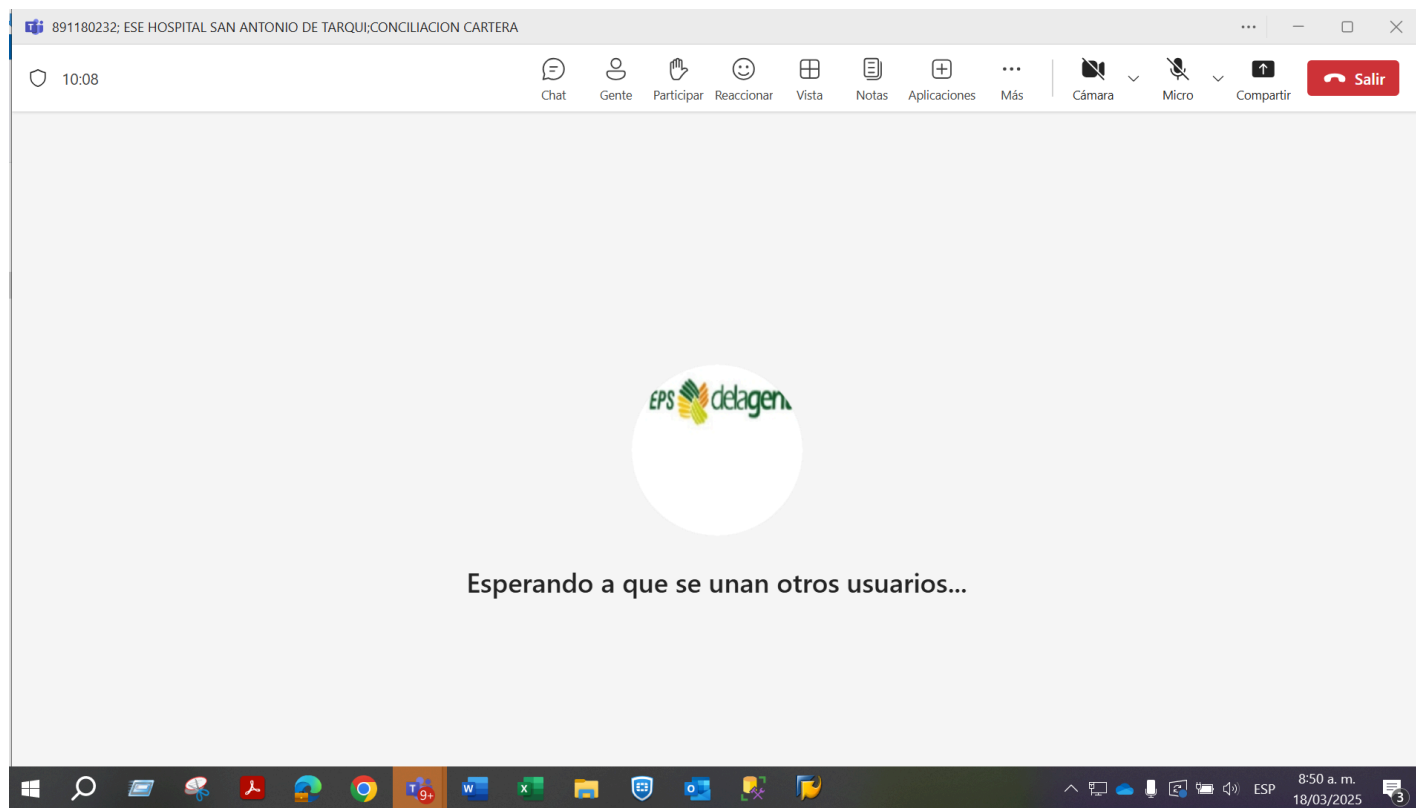 891180232; ESE HOSPITAL SAN ANTONIO DE TARQUI;CONCILIACION CARTERA
10:08
Chat Gente Participar Reaccionar Vista Notas Aplicaciones Más Cámara Micro Compartir Salir
EPS delagen
Esperando a que se unan otros usuarios...
9+
ESP
8:50 a. m.
18/03/2025
3